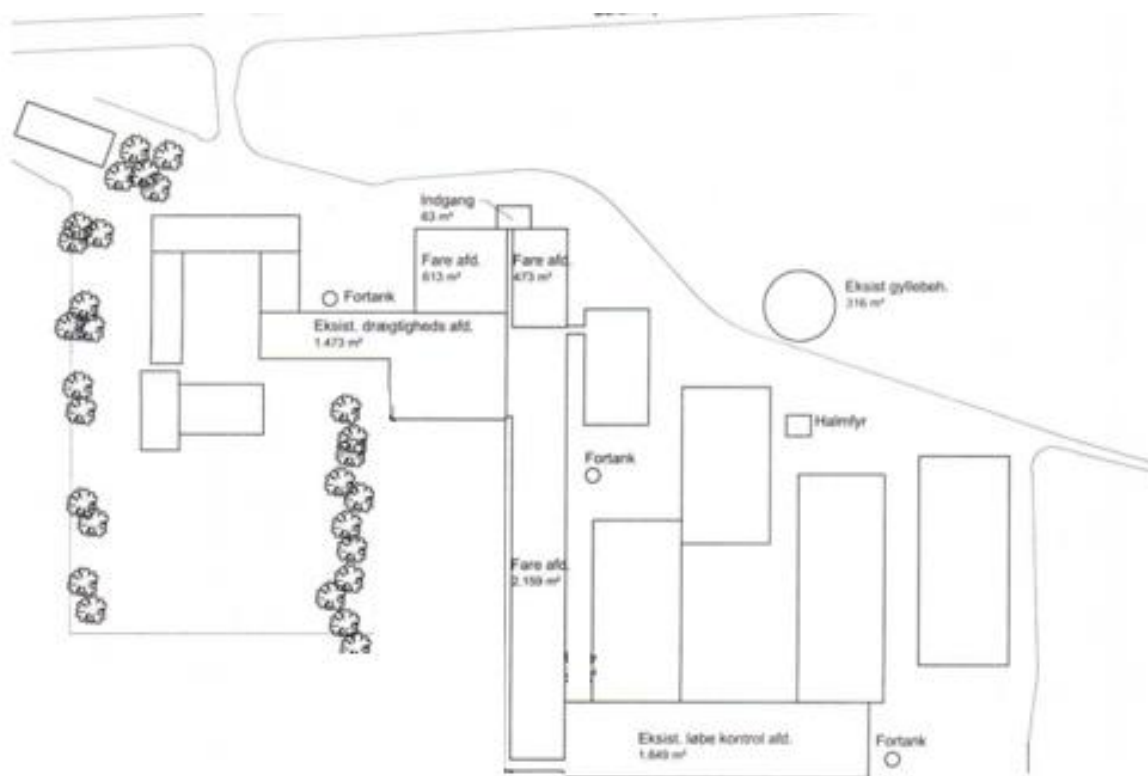 Indgang
63 m²
Fare afd.
613 m²
Fare afd.
473 m²
Fortank
Eksist. drægtigheds afd.
1.473 m²
Eksist gyllebeh.
316 m²
Halmfyr
Fortank
Fare afd.
2.159 m²
Eksist. løbe kontrol afd.
1.649 m²
Fortank